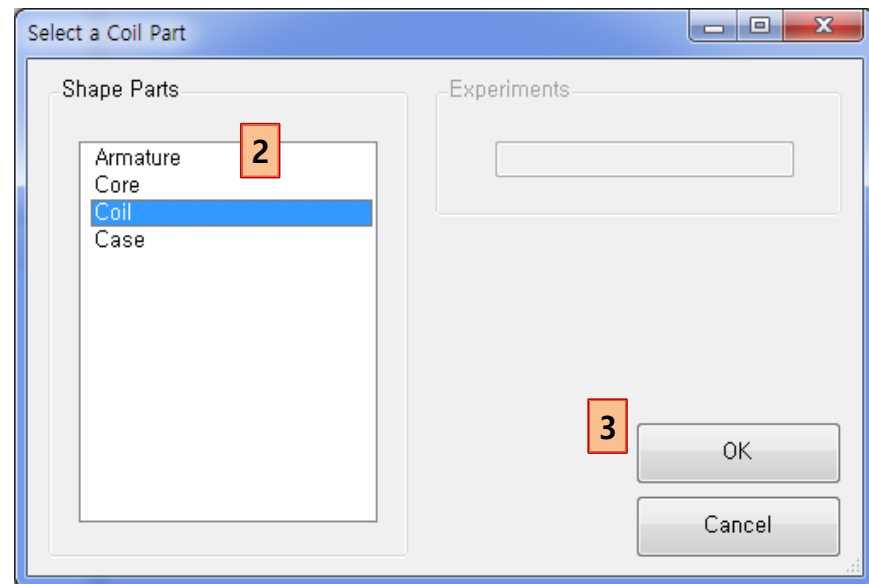 Select a Coil Part
Shape Parts
Experiments
2
Armature
Core
Coil
Case
3
OK
Cancel